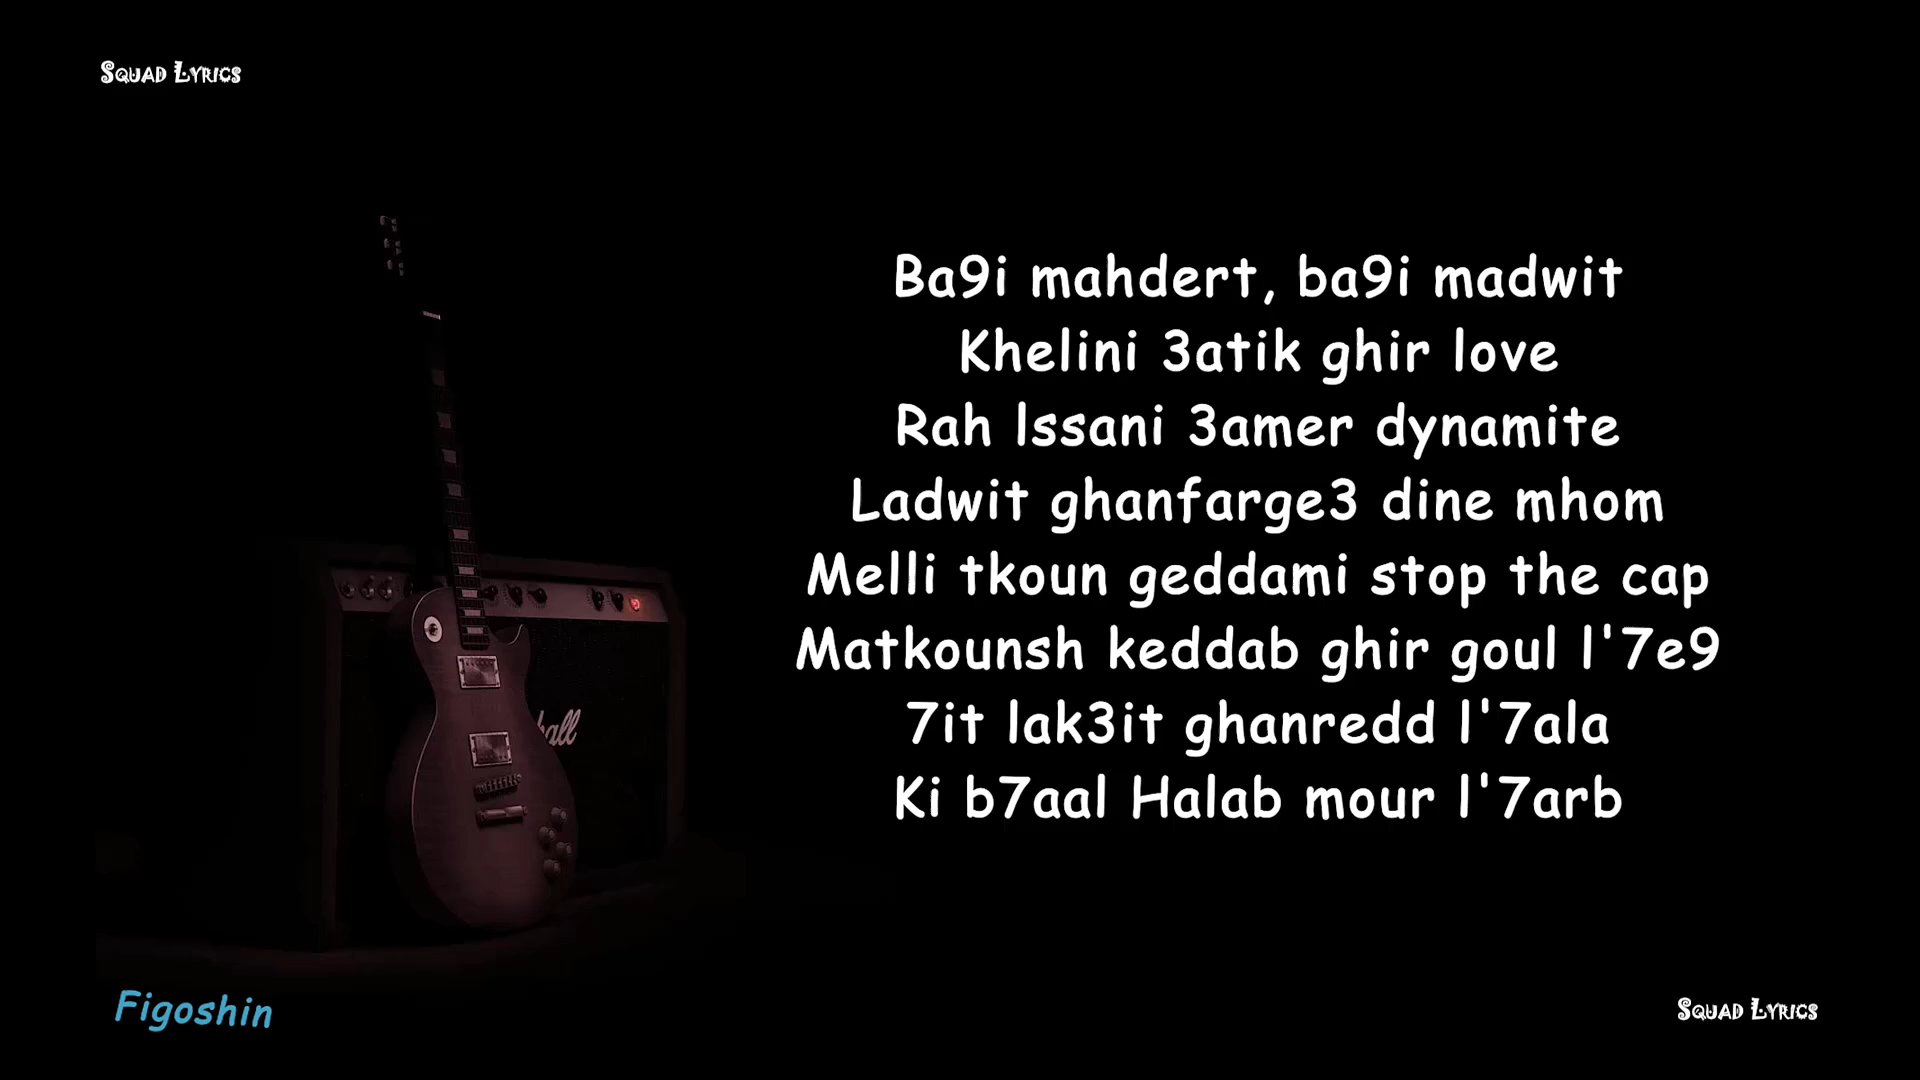 Squad Lyrics
Ba9i mahdert, ba9i madwit
Khelini 3atik ghir love
Rah lssani 3amer dynamite
Ladwit ghanfarge3 dine mhom
Melli tkoun geddami stop the cap
Matkounsh keddab ghir goul l'7e9
7it lak3it ghanredd l'7ala
Ki b7aal Halab mour l'7arb
all
Figoshin
Squad Lyrics